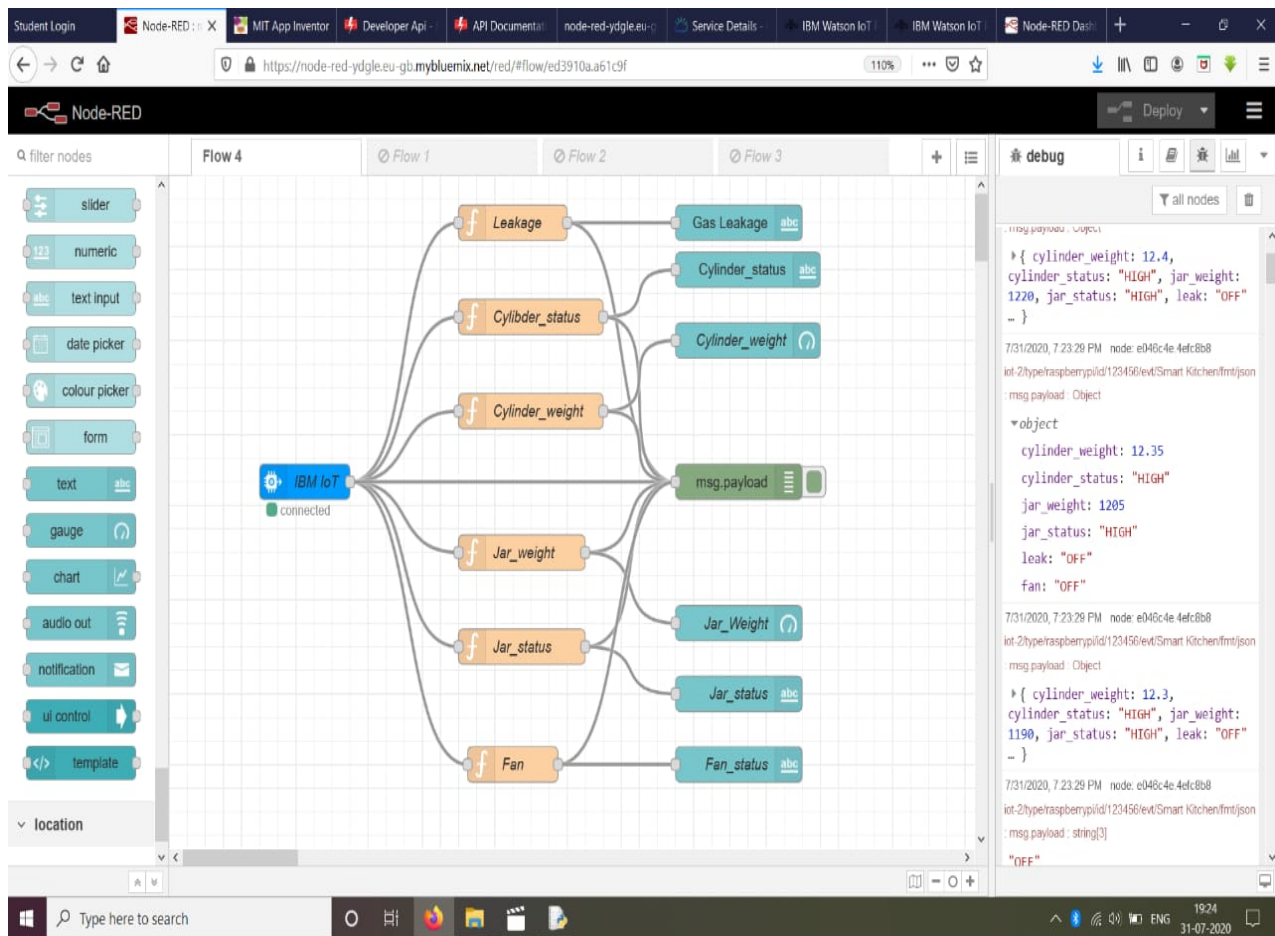 Student Login
Node-RED : n
MIT App Inventor
Developer Api -
API Documentat
node-red-ydgle.eu-g
Service Details -
IBM Watson IoT
IBM Watson IoT
Node-RED Dash
https://node-red-ydgle.eu-gb.mybluemix.net/red/#flow/ed3910a.a61c9f
110%
Node-RED
Deploy
filter nodes
Flow 4
Flow 1
Flow 2
Flow 3
debug
i
all nodes
slider
123 numeric
abc text input
date picker
colour picker
form
text abc
gauge
chart
audio out
notification
ui control
</> template
location
f Leakage
Gas Leakage abc
Cylinder_status abc
f Cylibder_status
Cylinder_weight
f Cylinder_weight
IBM IoT
connected
msg.payload
f Jar_weight
Jar_Weight
f Jar_status
Jar_status abc
f Fan
Fan_status abc
: msg.payload : Object
{ cylinder_weight: 12.4,
cylinder_status: "HIGH", jar_weight:
1220, jar_status: "HIGH", leak: "OFF"
… }
7/31/2020, 7:23:29 PM node: e046c4e.4efc8b8
iot-2/type/raspberrypi/id/123456/evt/Smart Kitchen/fmt/json
: msg.payload : Object
object
cylinder_weight: 12.35
cylinder_status: "HIGH"
jar_weight: 1205
jar_status: "HIGH"
leak: "OFF"
fan: "OFF"
7/31/2020, 7:23:29 PM node: e046c4e.4efc8b8
iot-2/type/raspberrypi/id/123456/evt/Smart Kitchen/fmt/json
: msg.payload : Object
{ cylinder_weight: 12.3,
cylinder_status: "HIGH", jar_weight:
1190, jar_status: "HIGH", leak: "OFF"
… }
7/31/2020, 7:23:29 PM node: e046c4e.4efc8b8
iot-2/type/raspberrypi/id/123456/evt/Smart Kitchen/fmt/json
: msg.payload : string[3]
"OFF"
Type here to search
ENG
19:24
31-07-2020